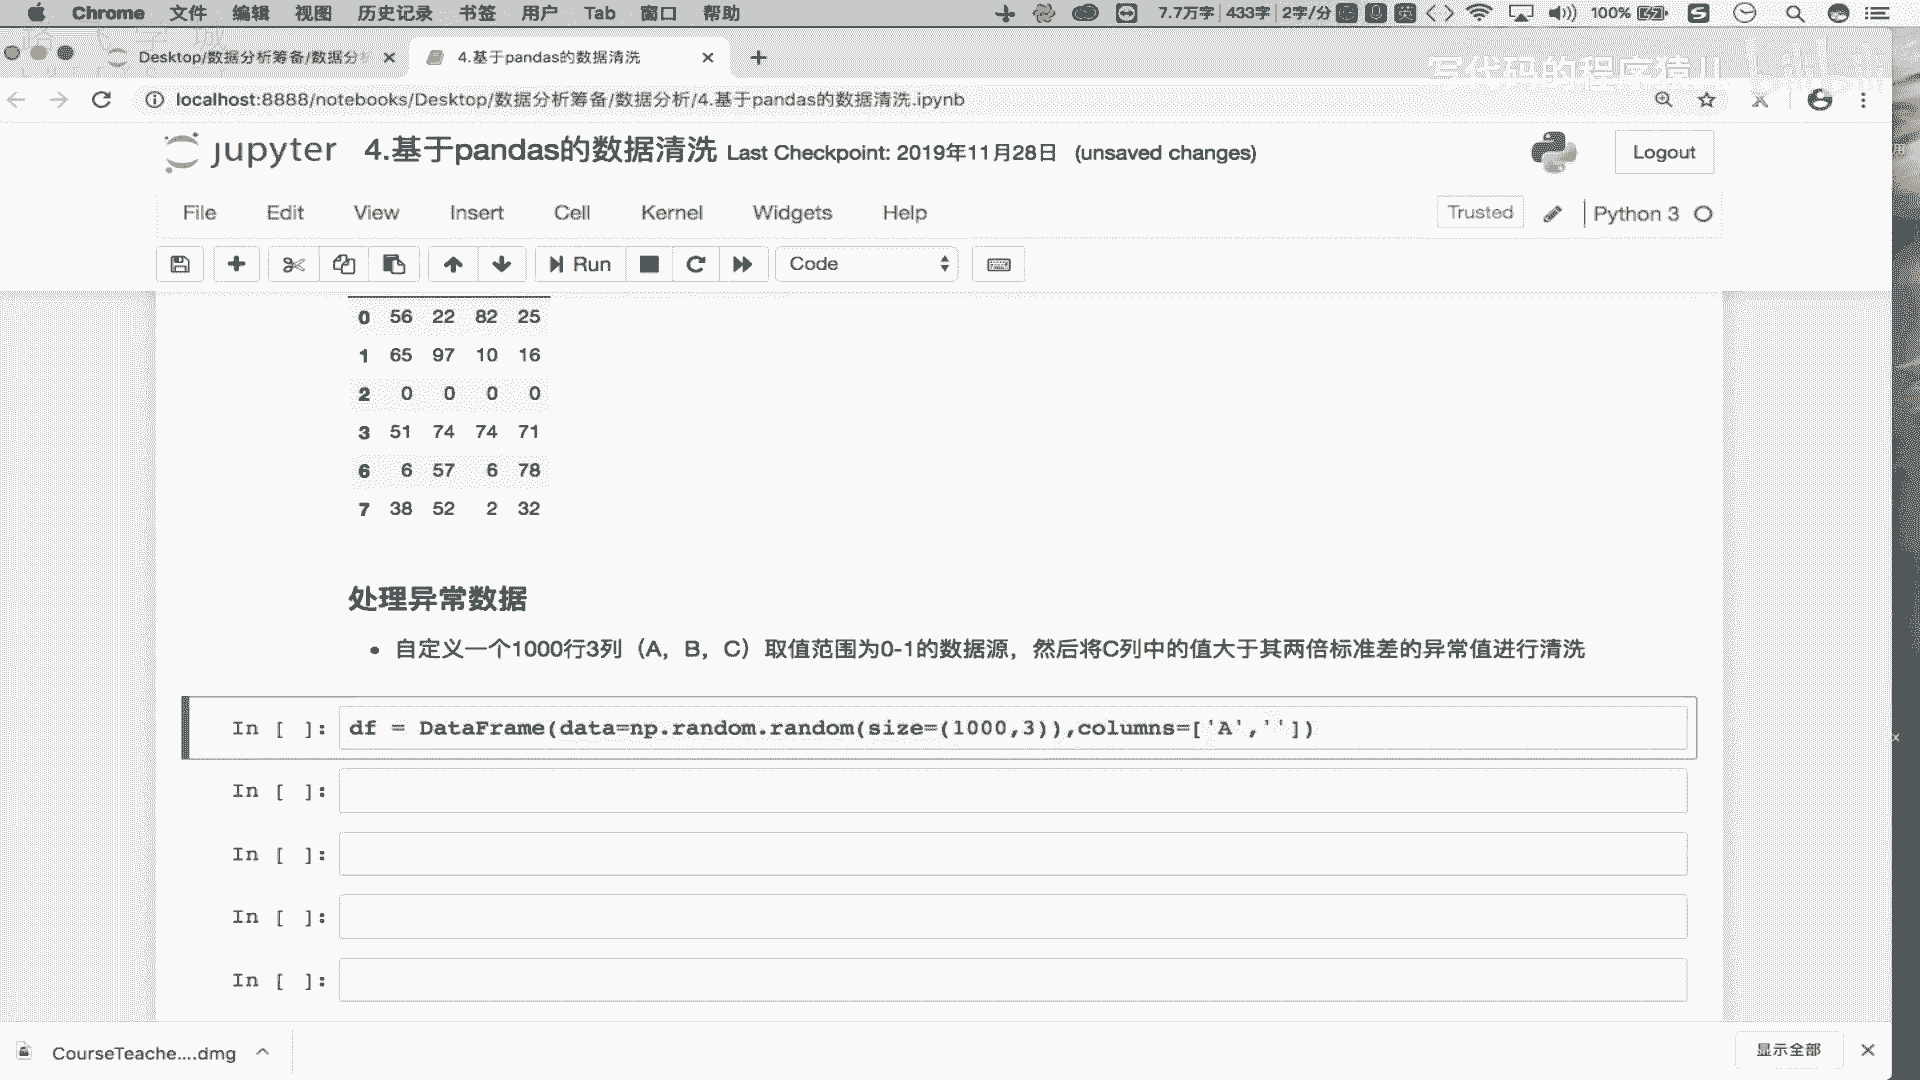 Chrome 文件 编辑 视图 历史记录 书签 用户 Tab 窗口 帮助 7.7万字 433字 2字/分 英 100%
Desktop/数据分析筹备/数据分 4.基于pandas的数据清洗
写代码的程序猿儿 bilibili
localhost:8888/notebooks/Desktop/数据分析筹备/数据分析/4.基于pandas的数据清洗.ipynb
jupyter 4.基于pandas的数据清洗 Last Checkpoint: 2019年11月28日 (unsaved changes) Logout
File Edit View Insert Cell Kernel Widgets Help Trusted Python 3
Run Code
0 56 22 82 25
1 65 97 10 16
2 0 0 0 0
3 51 74 74 71
6 6 57 6 78
7 38 52 2 32
处理异常数据
• 自定义一个1000行3列（A，B，C）取值范围为0-1的数据源，然后将C列中的值大于其两倍标准差的异常值进行清洗
In [ ]: df = DataFrame(data=np.random.random(size=(1000,3)),columns=['A',''])
In [ ]:
In [ ]:
In [ ]:
In [ ]:
CourseTeache....dmg 显示全部